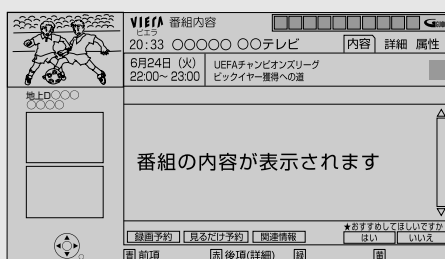 VIErA 番組内容
ビエラ
20:33 ○○○○○ ○○テレビ
内容 詳細 属性
6月24日 (火)
22:00~23:00
UEFAチャンピオンズリーグ
ビックイヤー獲得への道
地上D○○○
○○○○
番組の内容が表示されます
★おすすめしてほしいですか
録画予約 見るだけ予約 関連情報 はい いいえ
青 前項 赤 後項(詳細) 緑 黄